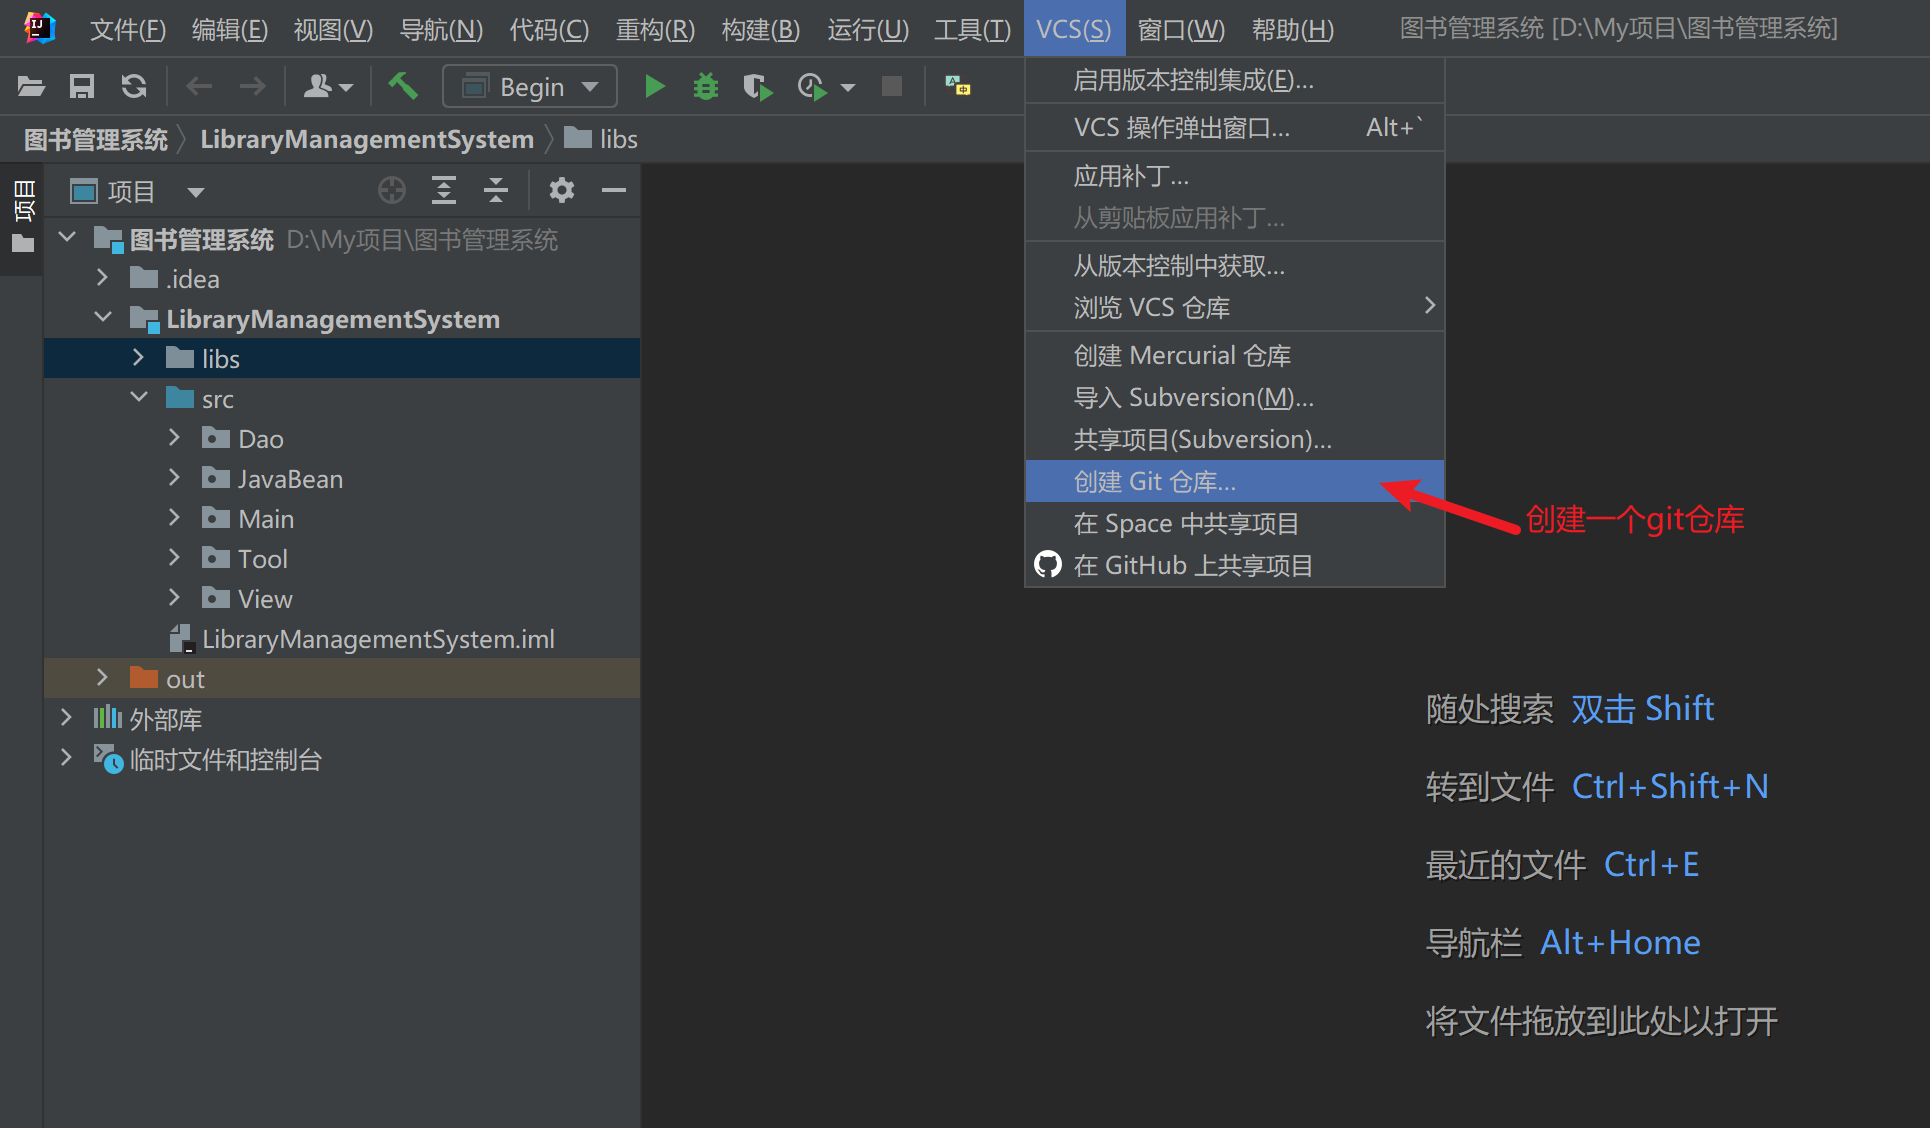 文件(F) 编辑(E) 视图(V) 导航(N) 代码(C) 重构(R) 构建(B) 运行(U) 工具(T) VCS(S) 窗口(W) 帮助(H) 图书管理系统 [D:\My项目\图书管理系统]
Begin
图书管理系统 LibraryManagementSystem libs
项目
项目
图书管理系统 D:\My项目\图书管理系统
.idea
LibraryManagementSystem
libs
src
Dao
JavaBean
Main
Tool
View
LibraryManagementSystem.iml
out
外部库
临时文件和控制台
启用版本控制集成(E)...
VCS 操作弹出窗口... Alt+`
应用补丁...
从剪贴板应用补丁...
从版本控制中获取...
浏览 VCS 仓库
创建 Mercurial 仓库
导入 Subversion(M)...
共享项目(Subversion)...
创建 Git 仓库...
在 Space 中共享项目
在 GitHub 上共享项目
创建一个git仓库
随处搜索 双击 Shift
转到文件 Ctrl+Shift+N
最近的文件 Ctrl+E
导航栏 Alt+Home
将文件拖放到此处以打开